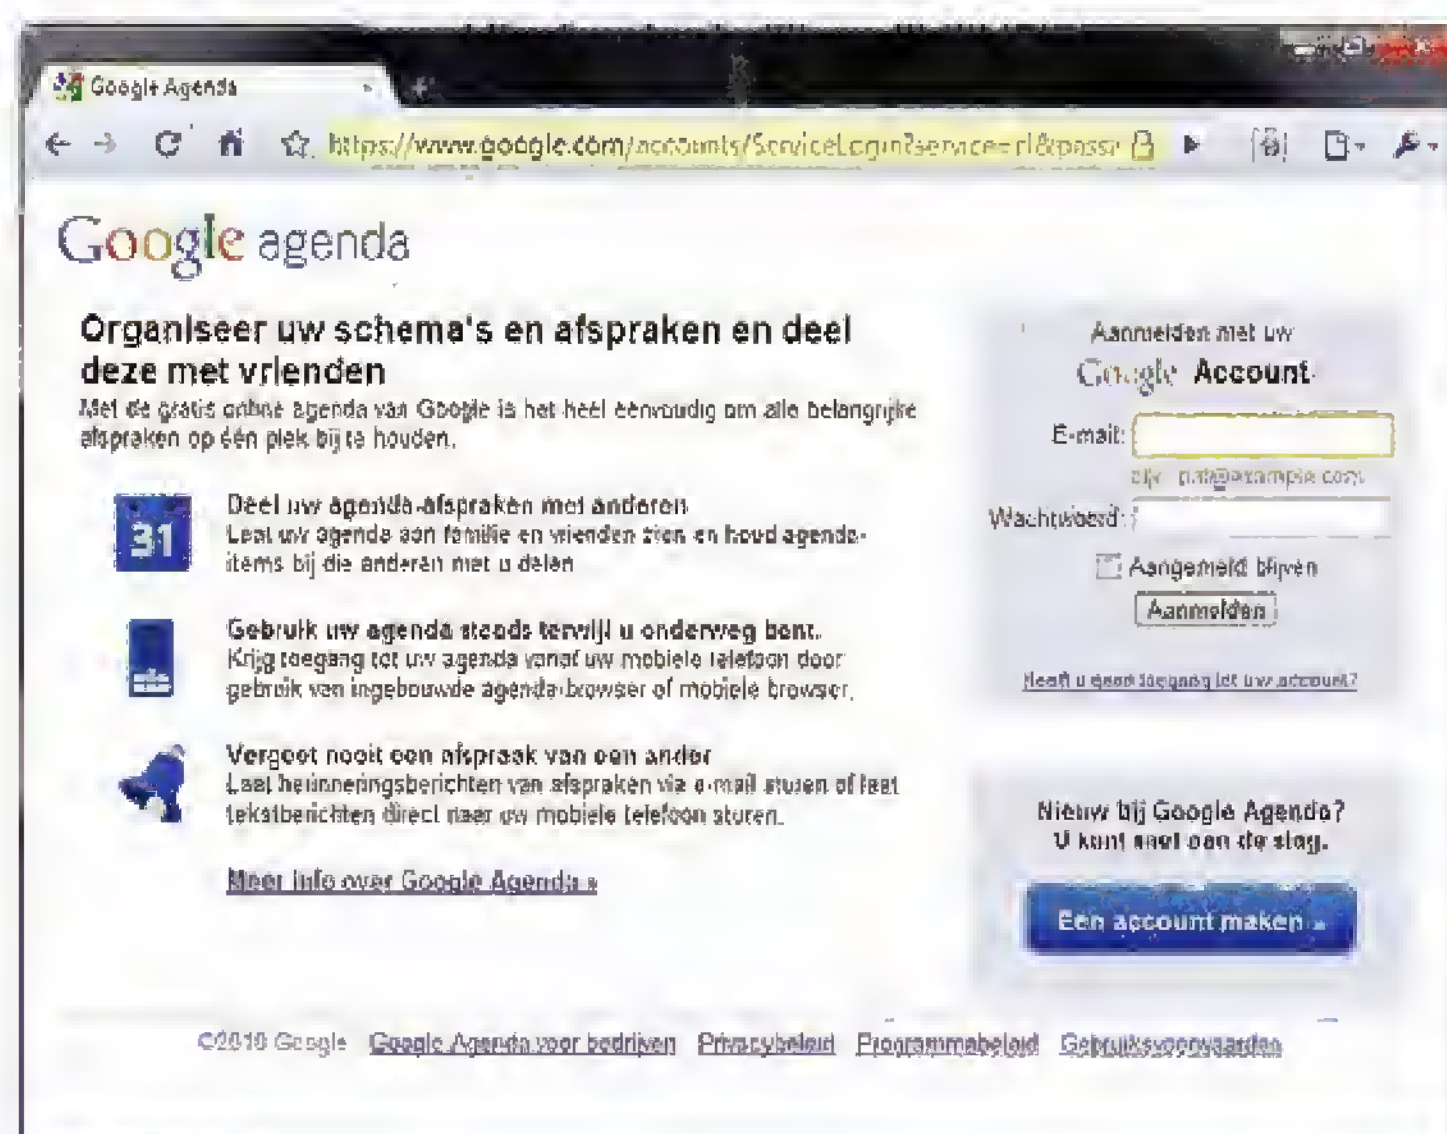 Google Agenda
https://www.google.com/accounts/ServiceLogin?service=cl&passi
Google agenda
Organiseer uw schema's en afspraken en deel
deze met vrienden
Met de gratis online agenda van Google is het heel eenvoudig om alle belangrijke
afspraken op één plek bij te houden.
31
Deel uw agenda-afspraken met anderen
Laat uw agenda aan familie en vrienden zien en houd agenda-
items bij die anderen met u delen
Gebruik uw agenda steeds terwijl u onderweg bent.
Krijg toegang tot uw agenda vanaf uw mobiele telefoon door
gebruik van ingebouwde agenda-browser of mobiele browser.
Vergeet nooit een afspraak van een ander
Laat herinneringsberichten van afspraken via e-mail sturen of laat
tekstberichten direct naar uw mobiele telefoon sturen.
Meer info over Google Agenda »
Aanmelden met uw
Google Account
E-mail:
@example.com
Wachtwoord:
Aangemeld blijven
Aanmelden
Heeft u geen toegang tot uw account?
Nieuw bij Google Agenda?
U kunt snel aan de slag.
Een account maken »
©2010 Google Google Agenda voor bedrijven Privacybeleid Programmabeleid Gebruiksvoorwaarden